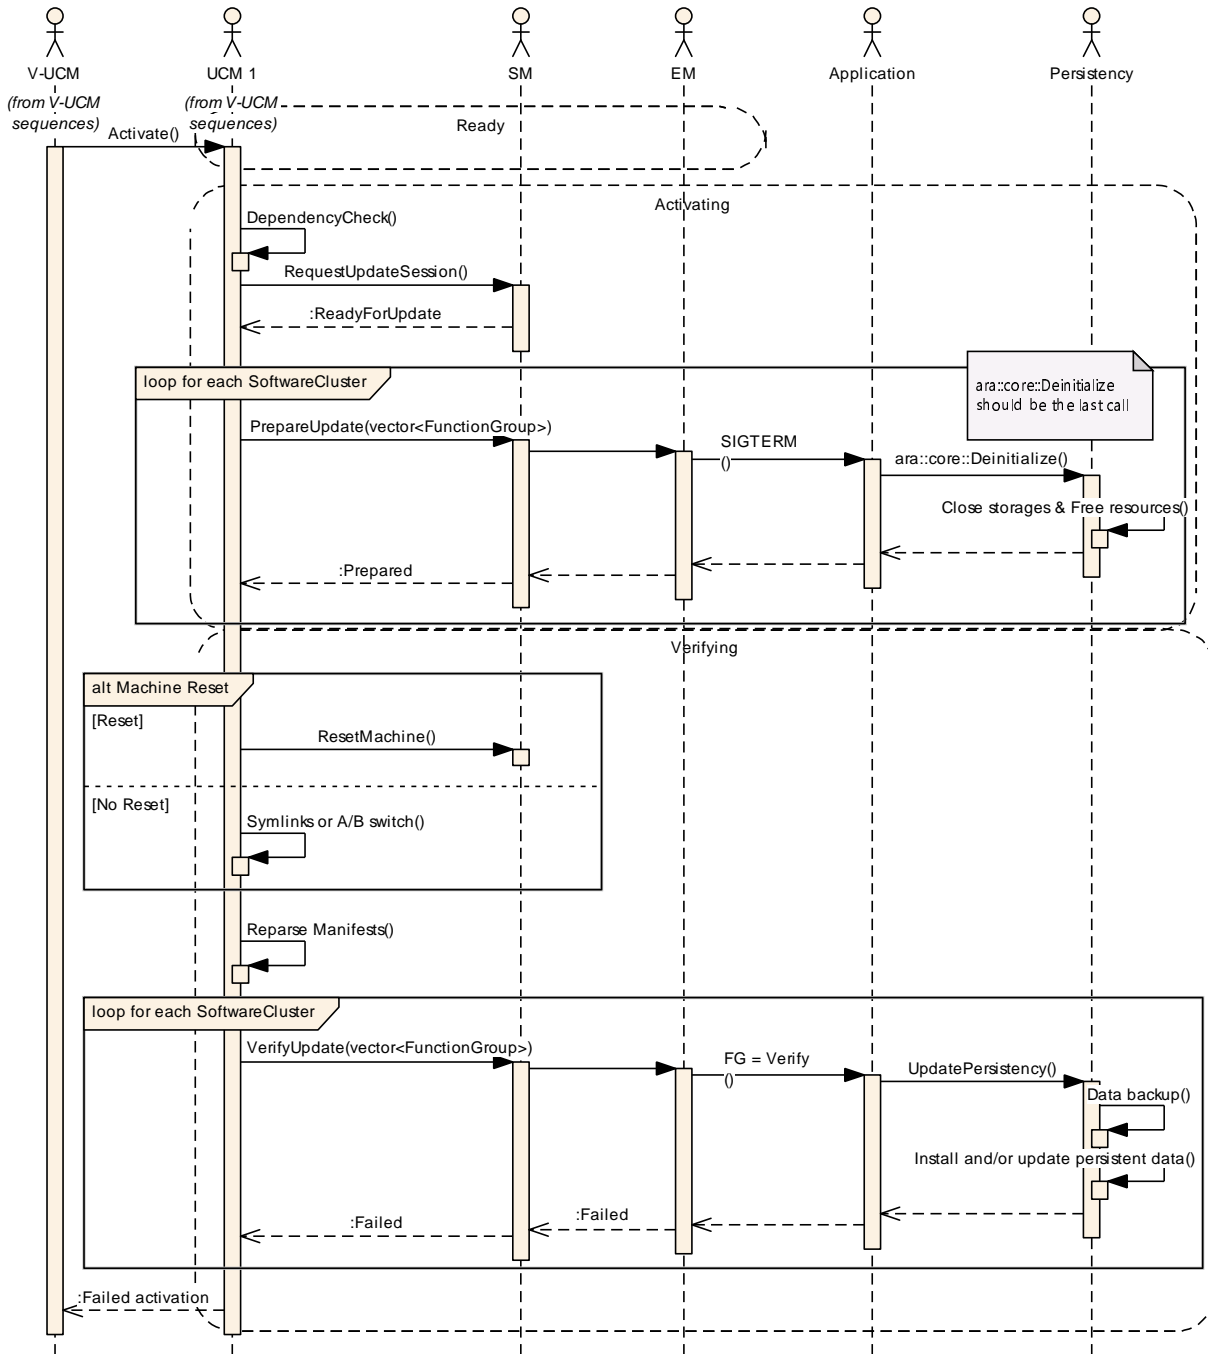 V-UCM
UCM 1
SM
EM
Application
Persistency
(from V-UCM
sequences)
(from V-UCM
sequences)
Activate()
Ready
Activating
DependencyCheck()
RequestUpdateSession()
:ReadyForUpdate
loop for each SoftwareCluster
ara::core::Deinitialize
should be the last call
PrepareUpdate(vector<FunctionGroup>)
SIGTERM
()
ara::core::Deinitialize()
Close storages & Free resources()
:Prepared
Verifying
alt Machine Reset
[Reset]
ResetMachine()
[No Reset]
Symlinks or A/B switch()
Reparse Manifests()
loop for each SoftwareCluster
VerifyUpdate(vector<FunctionGroup>)
FG = Verify
()
UpdatePersistency()
Data backup()
Install and/or update persistent data()
:Failed
:Failed
:Failed activation